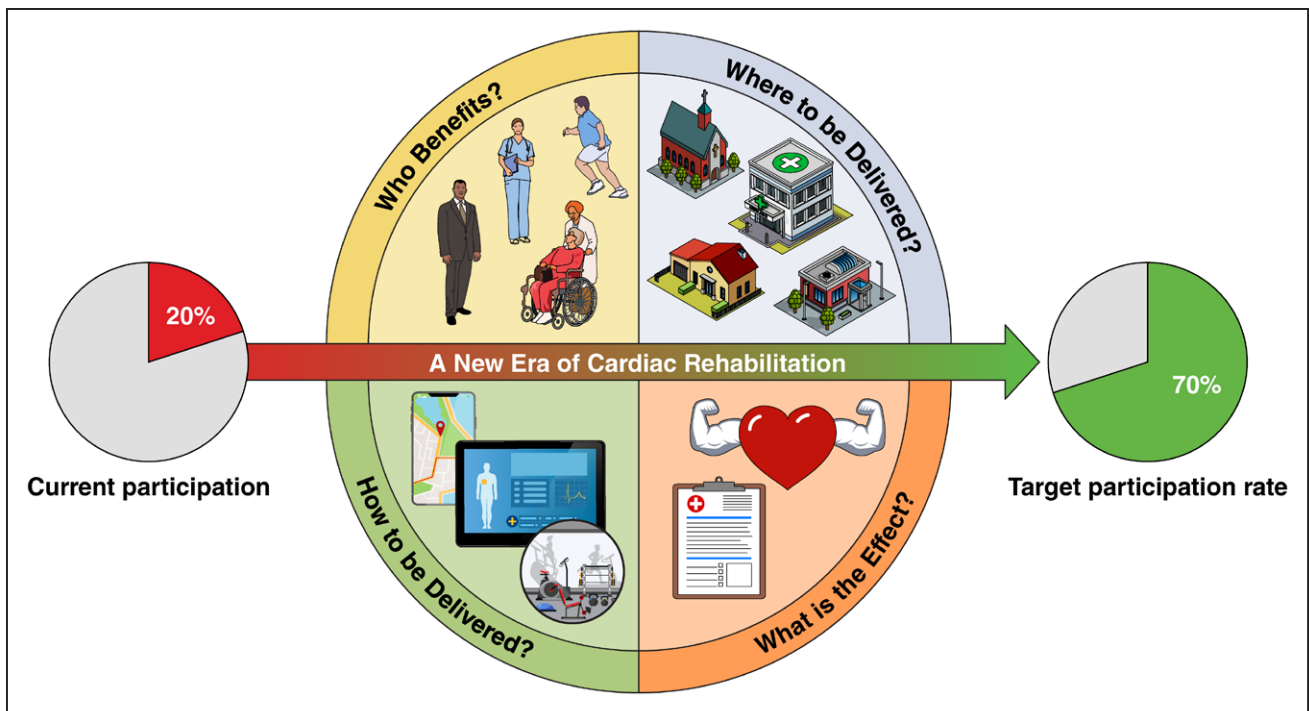 Who Benefits?
Where to be Delivered?
20%
A New Era of Cardiac Rehabilitation
70%
Current participation
Target participation rate
How to be Delivered?
What is the Effect?